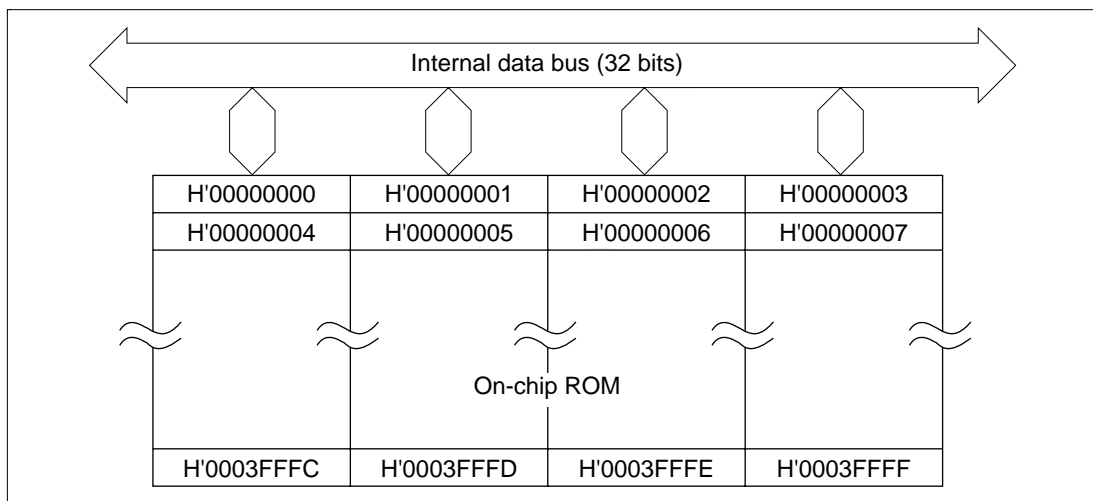 Internal data bus (32 bits)
H'00000000 H'00000001 H'00000002 H'00000003
H'00000004 H'00000005 H'00000006 H'00000007
On-chip ROM
H'0003FFFC H'0003FFFD H'0003FFFE H'0003FFFF